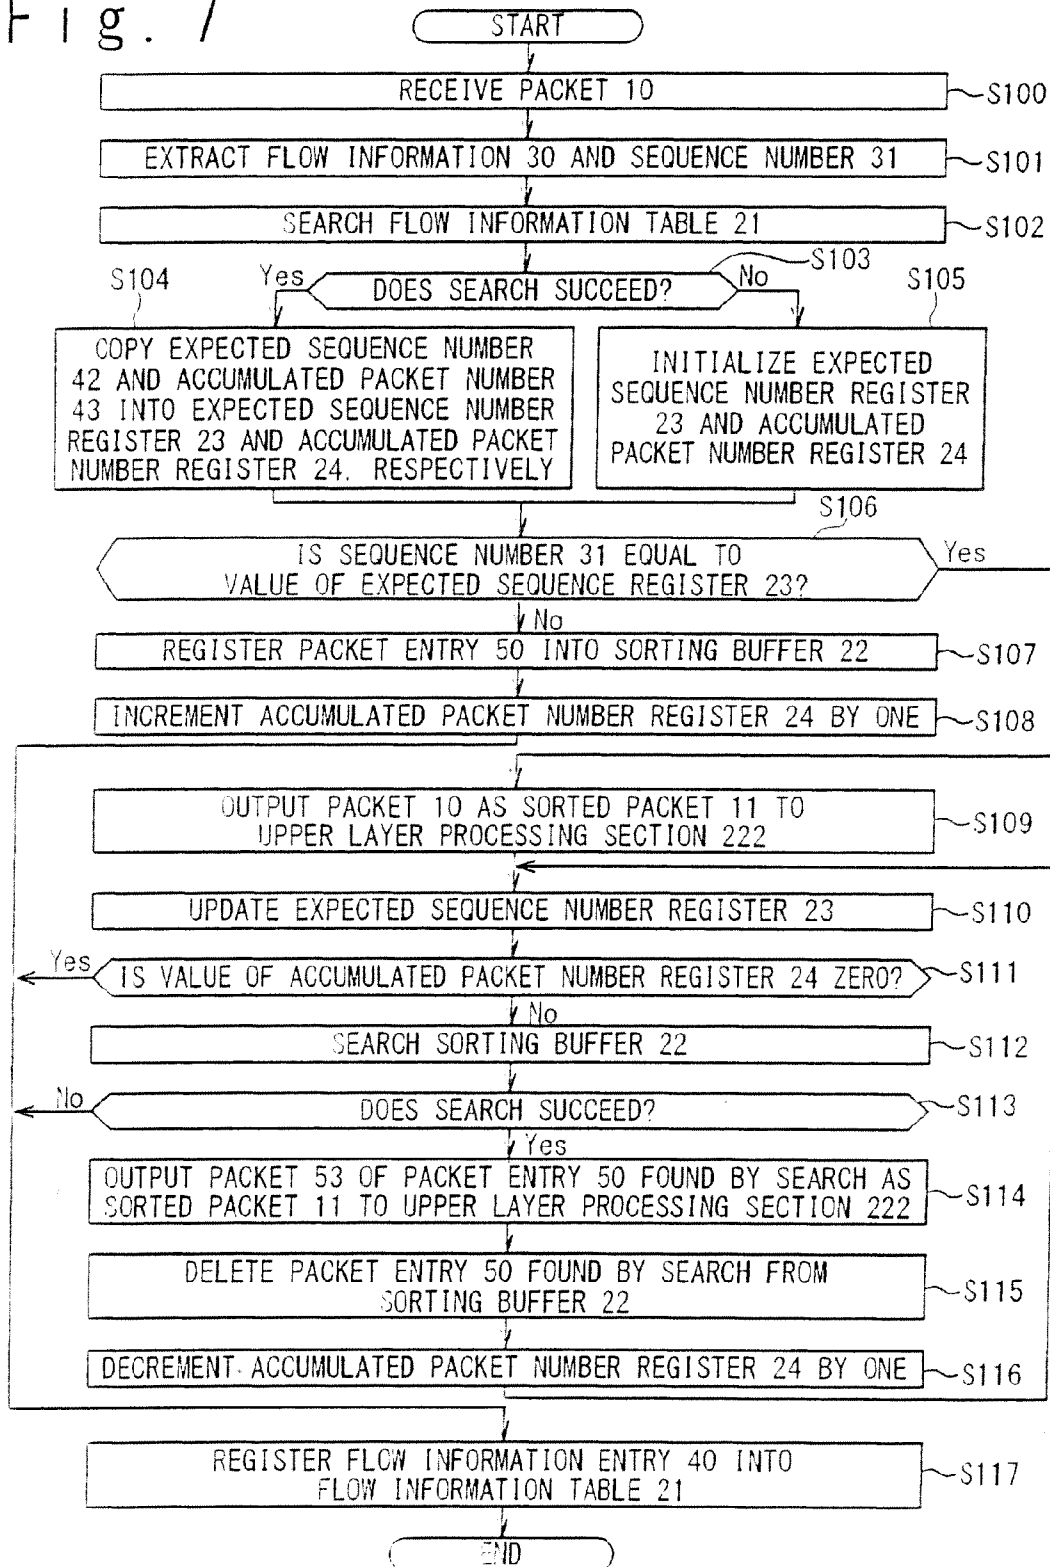 Fig. 7
START
RECEIVE PACKET 10
S100
EXTRACT FLOW INFORMATION 30 AND SEQUENCE NUMBER 31
S101
SEARCH FLOW INFORMATION TABLE 21
S102
S103
DOES SEARCH SUCCEED?
Yes
No
S104
COPY EXPECTED SEQUENCE NUMBER
42 AND ACCUMULATED PACKET NUMBER
43 INTO EXPECTED SEQUENCE NUMBER
REGISTER 23 AND ACCUMULATED PACKET
NUMBER REGISTER 24. RESPECTIVELY
S105
INITIALIZE EXPECTED
SEQUENCE NUMBER REGISTER
23 AND ACCUMULATED
PACKET NUMBER REGISTER 24
S106
IS SEQUENCE NUMBER 31 EQUAL TO
VALUE OF EXPECTED SEQUENCE REGISTER 23?
Yes
No
REGISTER PACKET ENTRY 50 INTO SORTING BUFFER 22
S107
INCREMENT ACCUMULATED PACKET NUMBER REGISTER 24 BY ONE
S108
OUTPUT PACKET 10 AS SORTED PACKET 11 TO
UPPER LAYER PROCESSING SECTION 222
S109
UPDATE EXPECTED SEQUENCE NUMBER REGISTER 23
S110
Yes
IS VALUE OF ACCUMULATED PACKET NUMBER REGISTER 24 ZERO?
S111
No
SEARCH SORTING BUFFER 22
S112
No
DOES SEARCH SUCCEED?
S113
Yes
OUTPUT PACKET 53 OF PACKET ENTRY 50 FOUND BY SEARCH AS
SORTED PACKET 11 TO UPPER LAYER PROCESSING SECTION 222
S114
DELETE PACKET ENTRY 50 FOUND BY SEARCH FROM
SORTING BUFFER 22
S115
DECREMENT ACCUMULATED PACKET NUMBER REGISTER 24 BY ONE
S116
REGISTER FLOW INFORMATION ENTRY 40 INTO
FLOW INFORMATION TABLE 21
S117
END